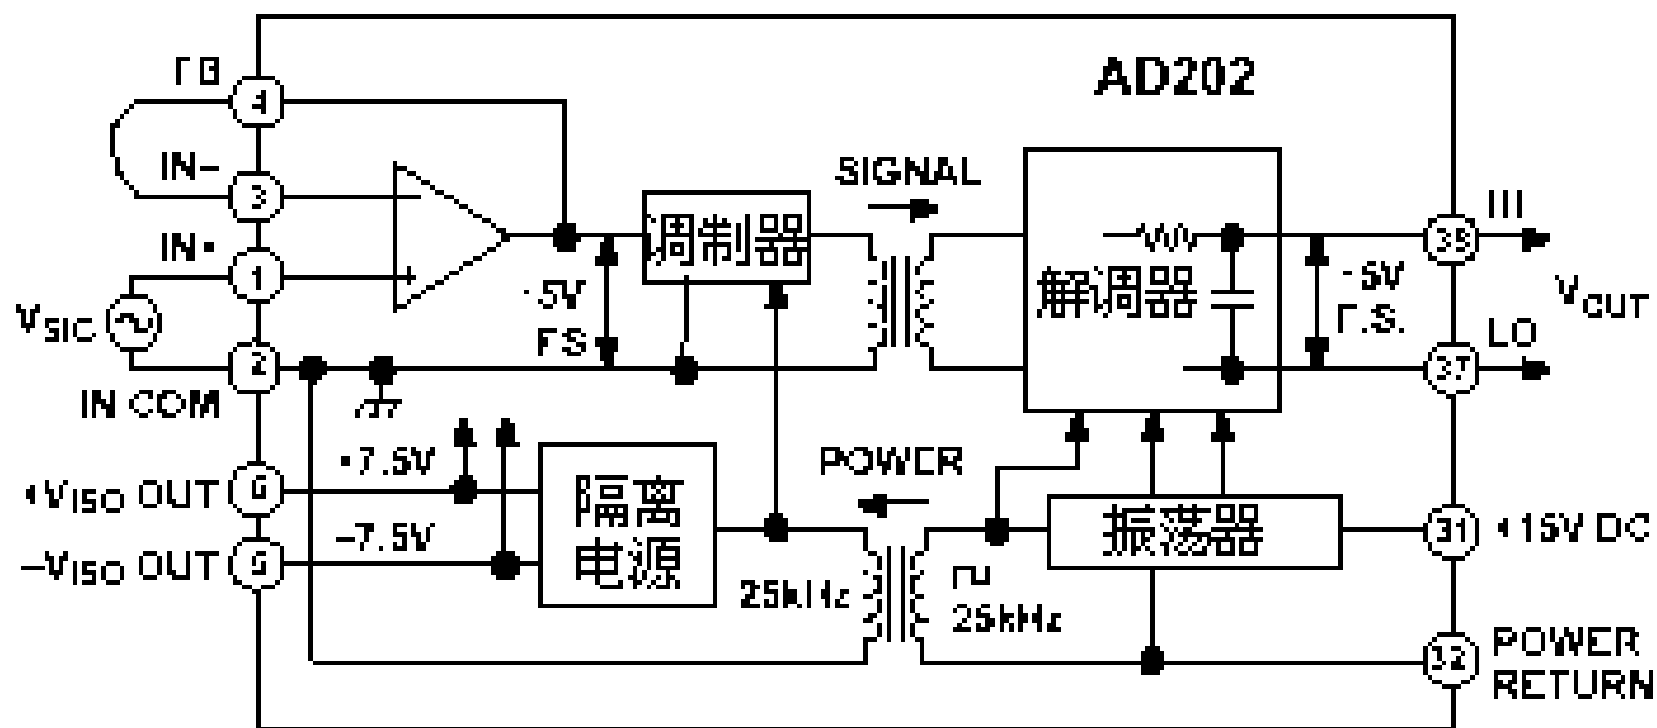 AD202
FB
4
IN–
3
IN+
1
VSIG
2
IN COM
SIGNAL
调制器
解调器
±5V
FS
±5V
F.S.
HI
38
VOUT
LO
37
+7.5V
+VISO OUT
6
–7.5V
–VISO OUT
5
隔离
电源
POWER
振荡器
31
+15V DC
25kHz
25kHz
32
POWER
RETURN